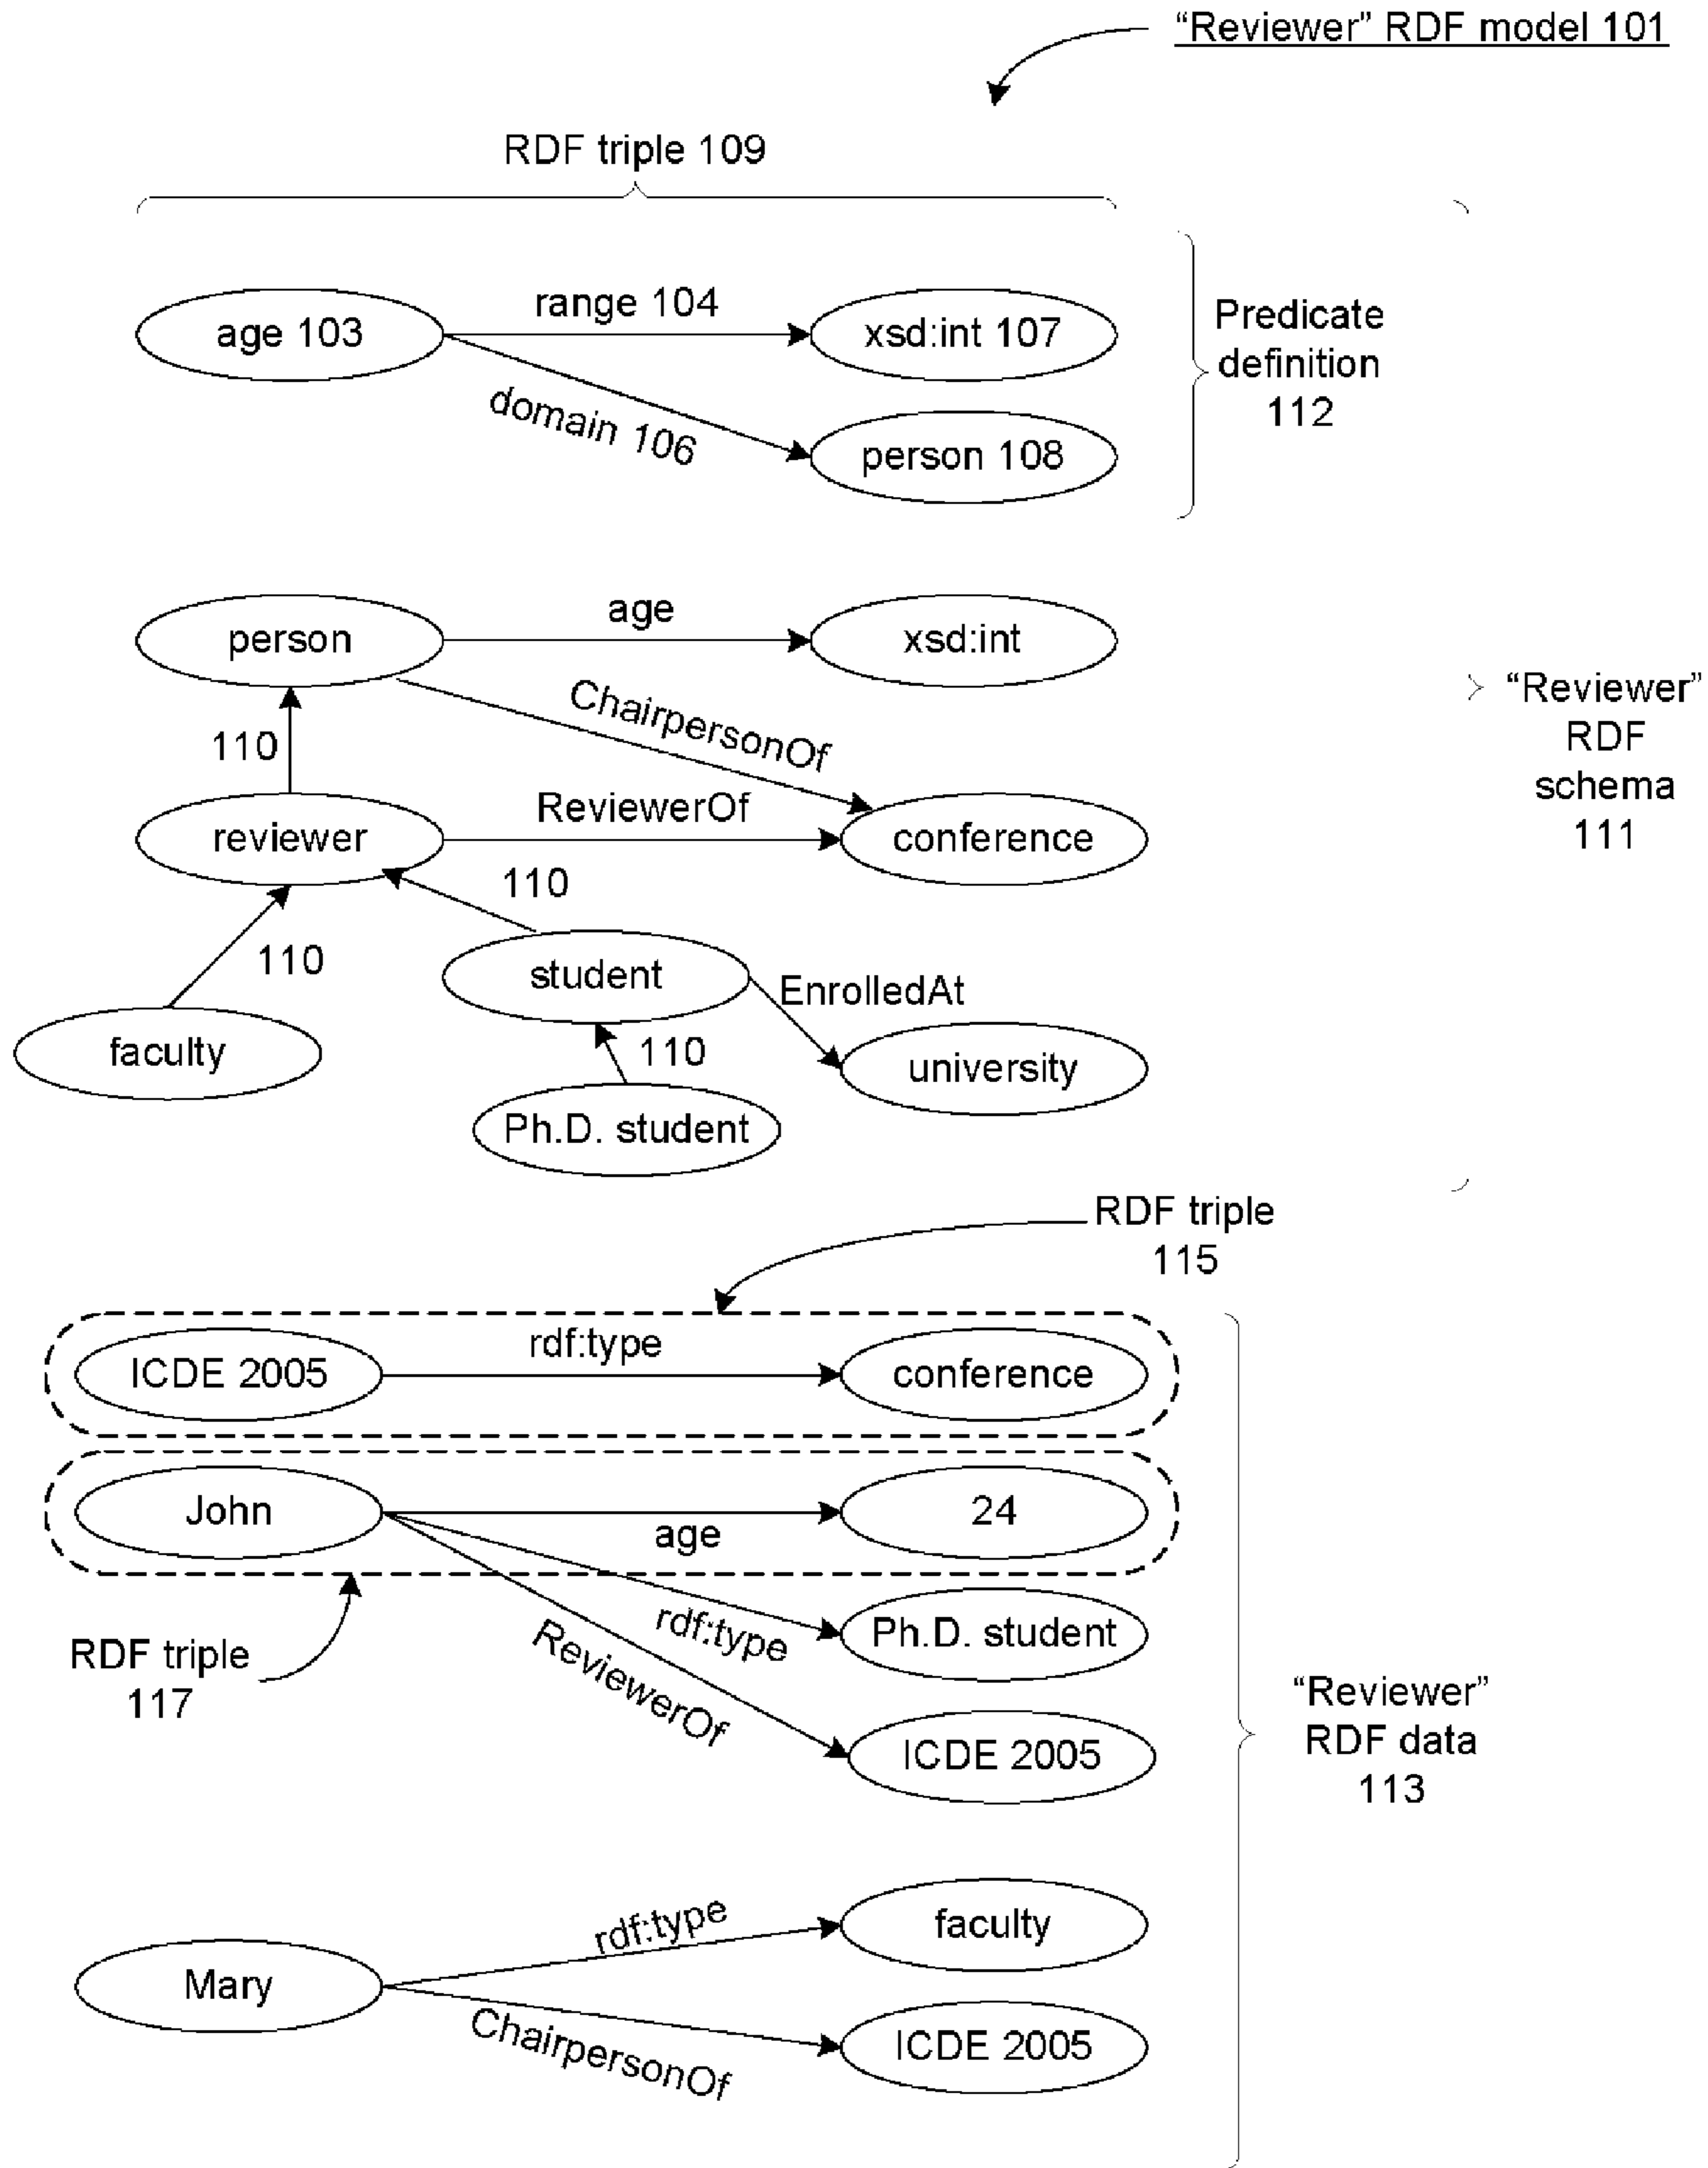 “Reviewer” RDF model 101
RDF triple 109
range 104
age 103
xsd:int 107
domain 106
person 108
Predicate
definition
112
person
age
xsd:int
ChairpersonOf
110
reviewer
ReviewerOf
conference
110
110
student
EnrolledAt
faculty
110
university
Ph.D. student
“Reviewer”
RDF
schema
111
RDF triple
115
ICDE 2005
rdf:type
conference
John
age
24
rdf:type
Ph.D. student
ReviewerOf
ICDE 2005
RDF triple
117
“Reviewer”
RDF data
113
Mary
rdf:type
faculty
ChairpersonOf
ICDE 2005